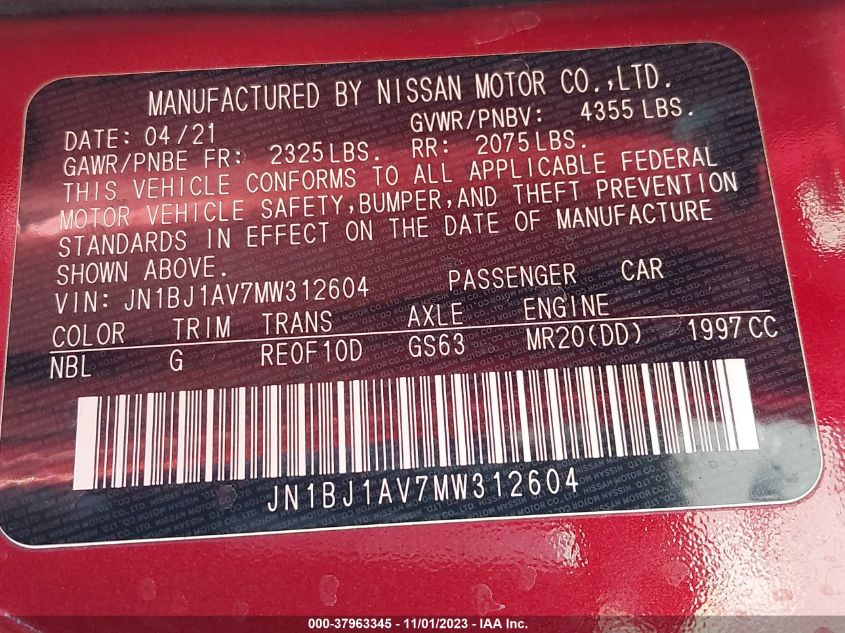 MANUFACTURED BY NISSAN MOTOR CO.,LTD.
DATE: 04/21 GVWR/PNBV: 4355 LBS.
GAWR/PNBE FR: 2325 LBS. RR: 2075 LBS.
THIS VEHICLE CONFORMS TO ALL APPLICABLE FEDERAL
MOTOR VEHICLE SAFETY, BUMPER, AND THEFT PREVENTION
STANDARDS IN EFFECT ON THE DATE OF MANUFACTURE
SHOWN ABOVE.
VIN: JN1BJ1AV7MW312604 PASSENGER CAR
COLOR TRIM TRANS AXLE ENGINE
NBL G RE0F10D GS63 MR20(DD) 1997 CC
JN1BJ1AV7MW312604
000-37963345 - 11/01/2023 - IAA Inc.